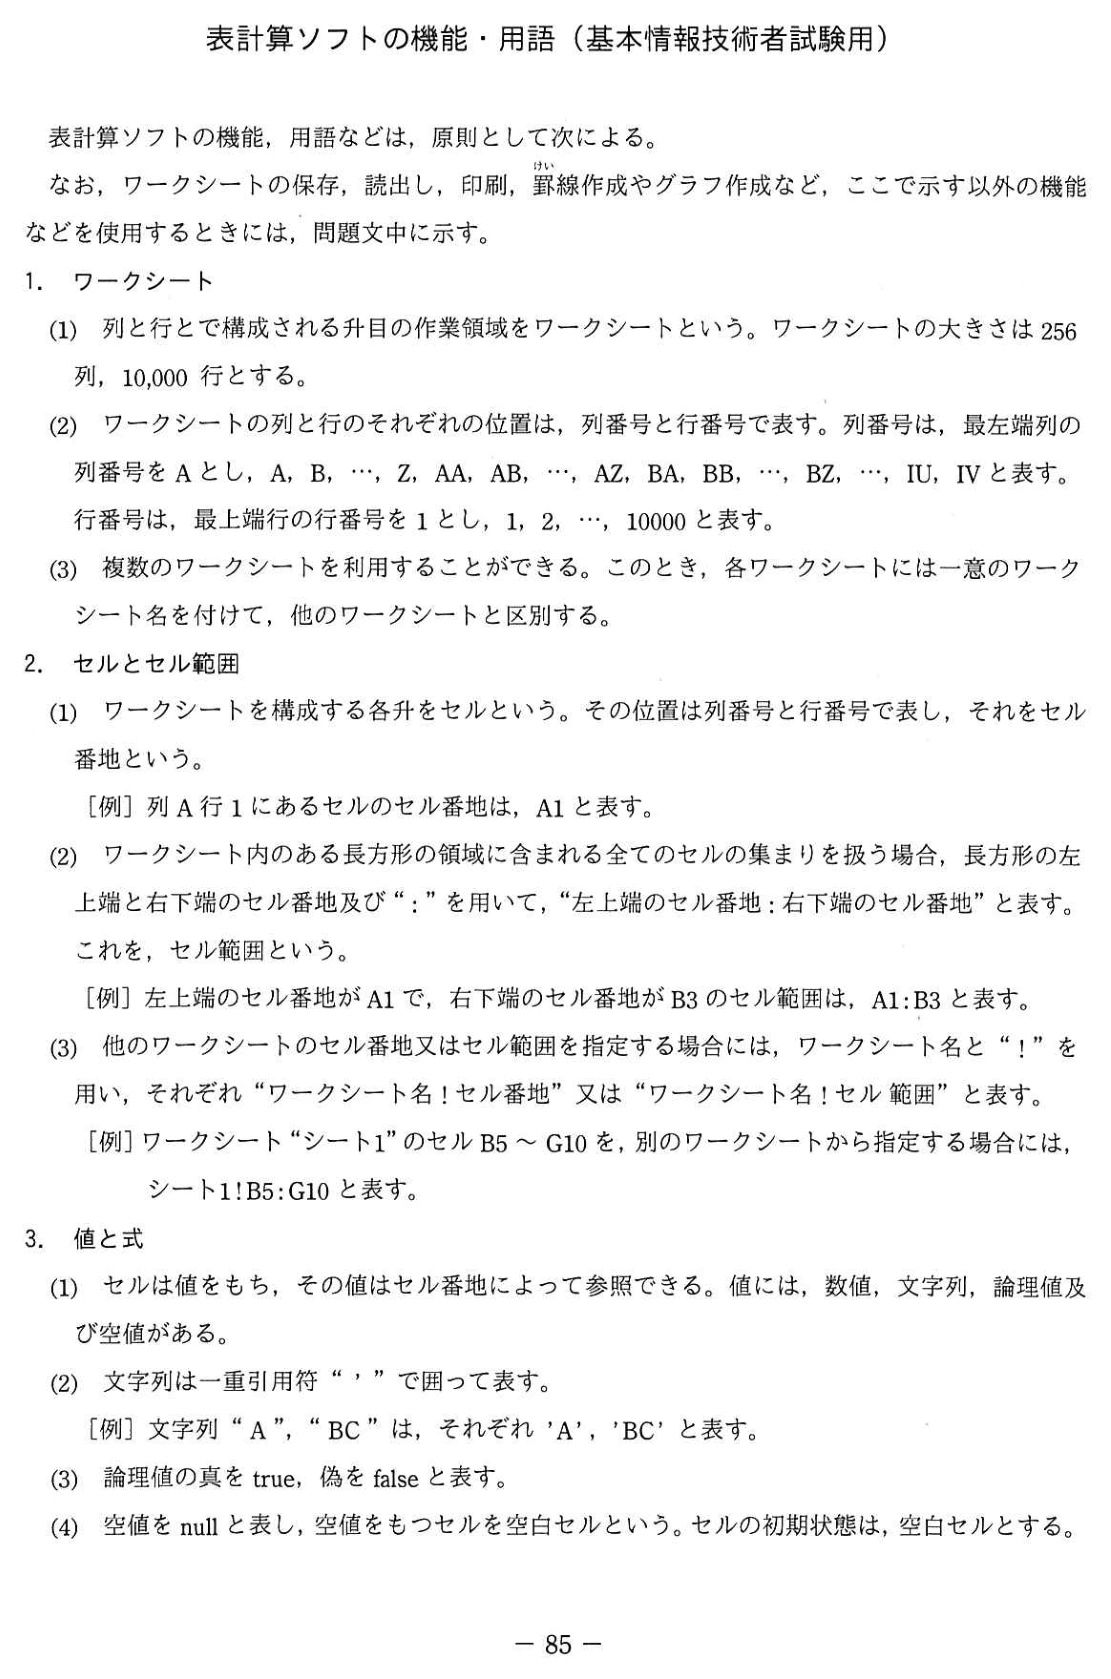 表計算ソフトの機能・用語（基本情報技術者試験用）
表計算ソフトの機能，用語などは，原則として次による。
けい
なお，ワークシートの保存，読出し，印刷，罫線作成やグラフ作成など，ここで示す以外の機能
などを使用するときには，問題文中に示す。
1. ワークシート
(1) 列と行とで構成される升目の作業領域をワークシートという。ワークシートの大きさは 256
列，10,000 行とする。
(2) ワークシートの列と行のそれぞれの位置は，列番号と行番号で表す。列番号は，最左端列の
列番号を A とし，A，B，…，Z，AA，AB，…，AZ，BA，BB，…，BZ，…，IU，IV と表す。
行番号は，最上端行の行番号を 1 とし，1，2，…，10000 と表す。
(3) 複数のワークシートを利用することができる。このとき，各ワークシートには一意のワーク
シート名を付けて，他のワークシートと区別する。
2. セルとセル範囲
(1) ワークシートを構成する各升をセルという。その位置は列番号と行番号で表し，それをセル
番地という。
［例］列 A 行 1 にあるセルのセル番地は，A1 と表す。
(2) ワークシート内のある長方形の領域に含まれる全てのセルの集まりを扱う場合，長方形の左
上端と右下端のセル番地及び“：”を用いて，“左上端のセル番地：右下端のセル番地”と表す。
これを，セル範囲という。
［例］左上端のセル番地が A1 で，右下端のセル番地が B3 のセル範囲は，A1:B3 と表す。
(3) 他のワークシートのセル番地又はセル範囲を指定する場合には，ワークシート名と“！”を
用い，それぞれ“ワークシート名！セル番地”又は“ワークシート名！セル 範囲”と表す。
［例］ワークシート“シート1”のセル B5 ～ G10 を，別のワークシートから指定する場合には，
シート1!B5:G10 と表す。
3. 値と式
(1) セルは値をもち，その値はセル番地によって参照できる。値には，数値，文字列，論理値及
び空値がある。
(2) 文字列は一重引用符“ ’ ”で囲って表す。
［例］文字列“ A ”，“ BC ”は，それぞれ ’A’，’BC’ と表す。
(3) 論理値の真を true，偽を false と表す。
(4) 空値を null と表し，空値をもつセルを空白セルという。セルの初期状態は，空白セルとする。
－ 85 －